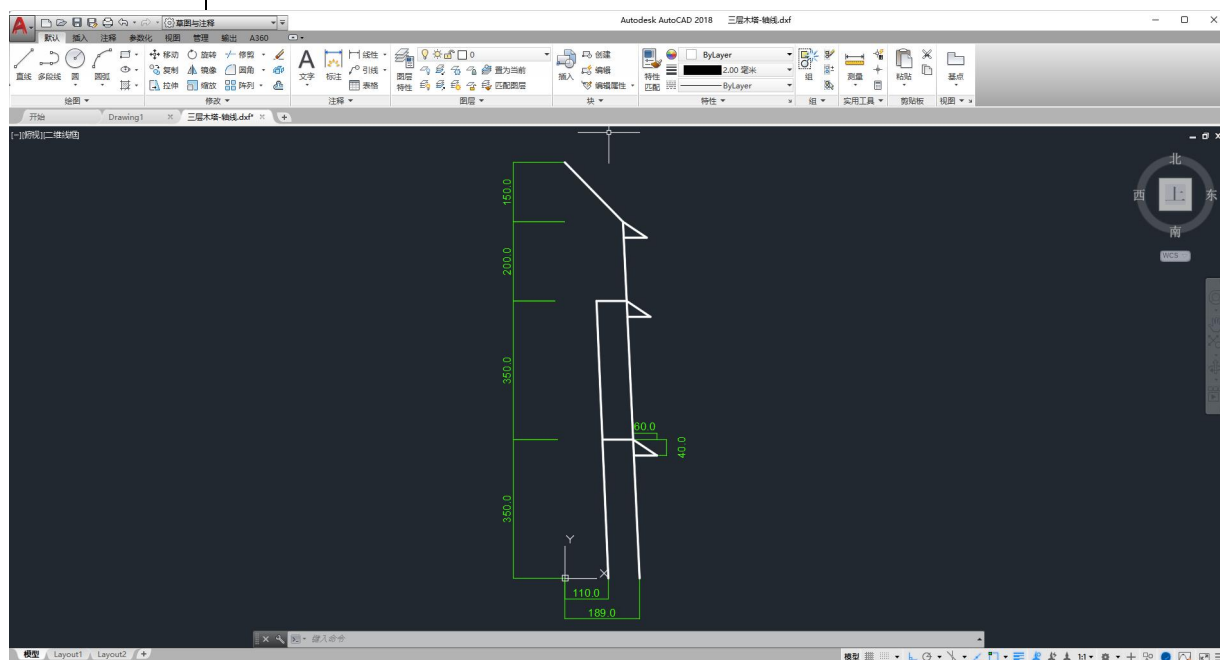 草图与注释
Autodesk AutoCAD 2018 三层木塔-轴线.dxf
默认 插入 注释 参数化 视图 管理 输出 A360
直线 多段线 圆 圆弧
移动 旋转 修剪
复制 镜像 圆角
拉伸 缩放 阵列
文字 标注
线性
引线
表格
图层特性
0
置为当前
匹配图层
插入
创建
编辑
编辑属性
特性匹配
ByLayer
2.00 毫米
ByLayer
组
测量
粘贴
基点
绘图 修改 注释 图层 块 特性 组 实用工具 剪贴板 视图
开始 Drawing1 三层木塔-轴线.dxf*
[-][俯视][二维线框]
北
西 上 东
南
WCS
150.0
200.0
350.0
60.0
40.0
350.0
Y
X
110.0
189.0
键入命令
模型 Layout1 Layout2 +
模型 1:1